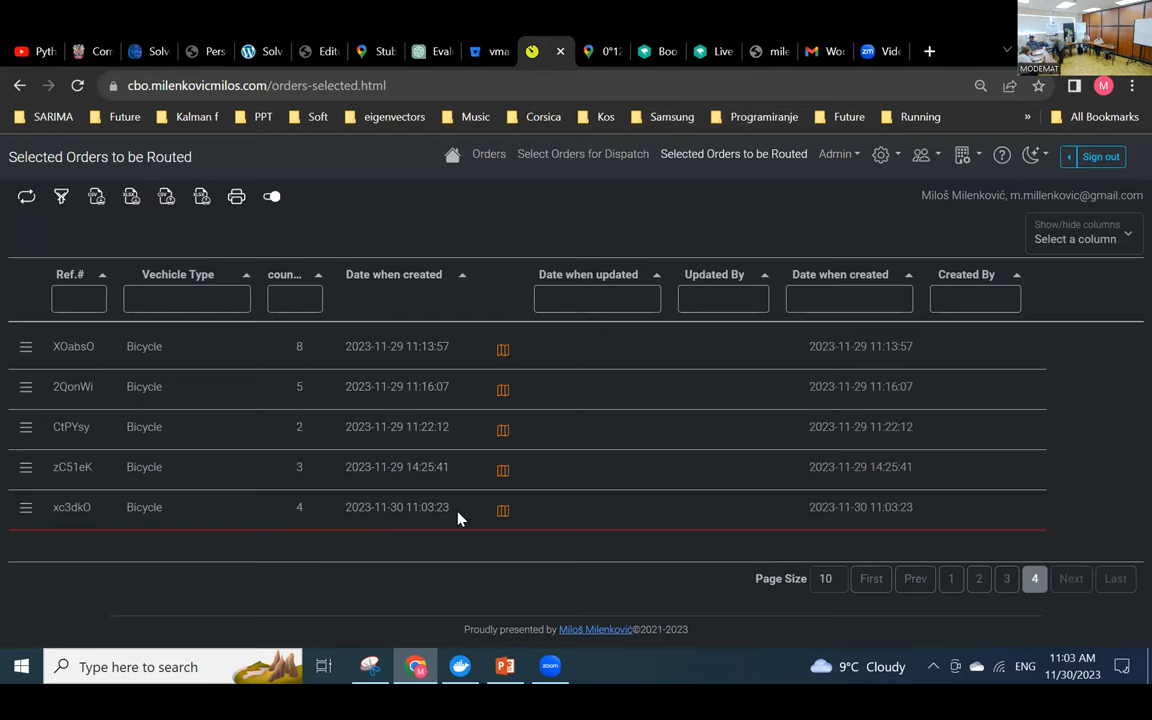 Pyth Con Solv Pers Solv Edit Stub Eval vma 0°1' Boo Live mile Wor Vide
MODEMAT
cbo.milenkovicmilos.com/orders-selected.html M
SARIMA Future Kalman f PPT Soft eigenvectors Music Corsica Kos Samsung Programiranje Future Running » All Bookmarks
Selected Orders to be Routed Orders Select Orders for Dispatch Selected Orders to be Routed Admin Sign out
Miloš Milenković, m.millenkovic@gmail.com
Show/hide columns
Select a column
Ref.# Vechicle Type coun... Date when created Date when updated Updated By Date when created Created By
XOabsO Bicycle 8 2023-11-29 11:13:57 2023-11-29 11:13:57
2QonWi Bicycle 5 2023-11-29 11:16:07 2023-11-29 11:16:07
CtPYsy Bicycle 2 2023-11-29 11:22:12 2023-11-29 11:22:12
zC51eK Bicycle 3 2023-11-29 14:25:41 2023-11-29 14:25:41
xc3dkO Bicycle 4 2023-11-30 11:03:23 2023-11-30 11:03:23
Page Size 10 First Prev 1 2 3 4 Next Last
Proudly presented by Miloš Milenković©2021-2023
Type here to search 9°C Cloudy ENG 11:03 AM
11/30/2023